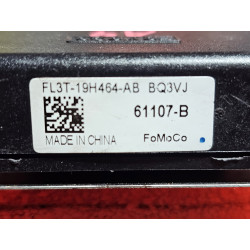 FL3T-19H464-AB BQ3VJ
61107-B
MADE IN CHINA FoMoCo